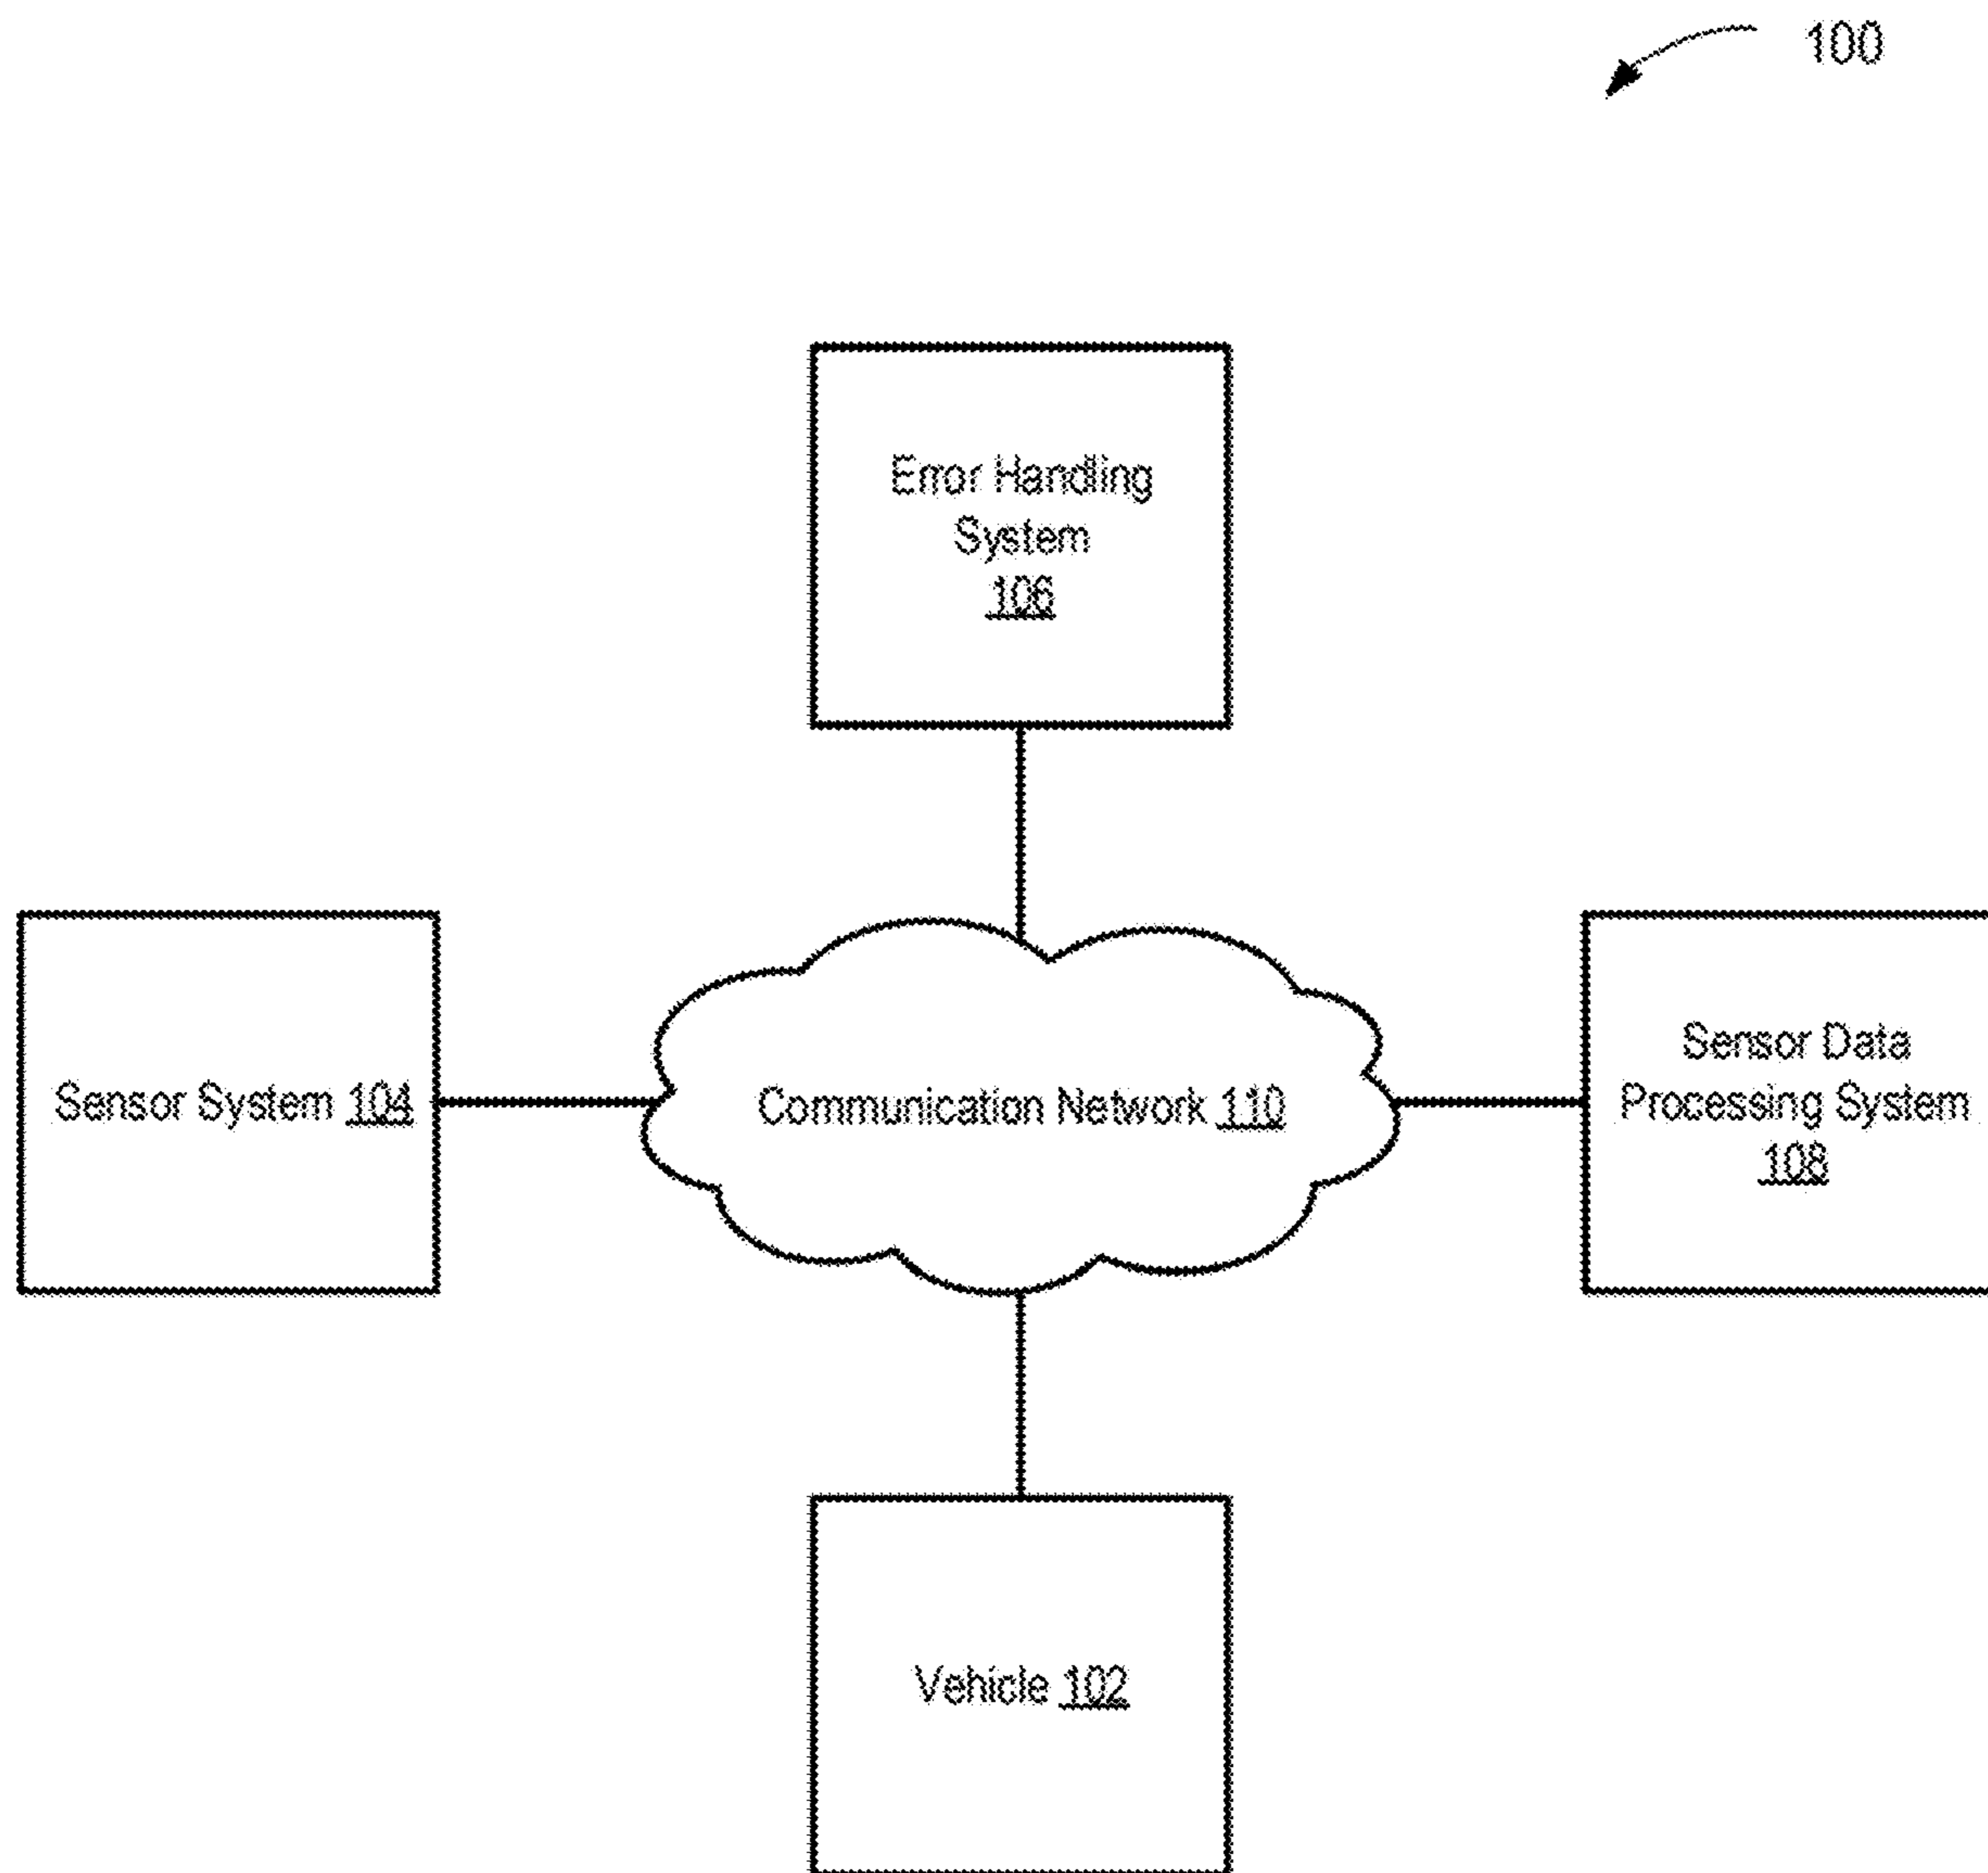 100
Error Handling
System
106
Sensor System 104
Communication Network 110
Sensor Data
Processing System
108
Vehicle 102